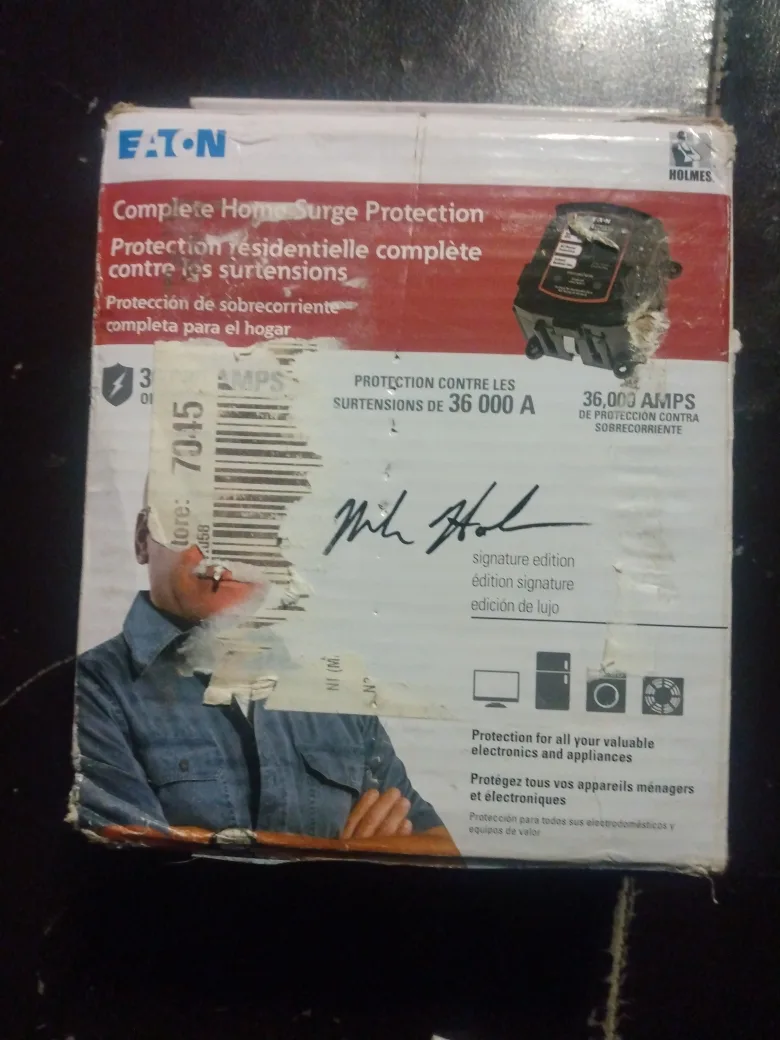 EATON
HOLMES
Complete Home Surge Protection
Protection résidentielle complète
contre les surtensions
Protección de sobrecorriente
completa para el hogar
EATON
AMPS
PROTECTION CONTRE LES
SURTENSIONS DE 36 000 A
36,000 AMPS
DE PROTECCIÓN CONTRA
SOBRECORRIENTE
tore: 7045
signature edition
édition signature
edición de lujo
Protection for all your valuable
electronics and appliances
Protégez tous vos appareils ménagers
et électroniques
Protección para todos sus electrodomésticos y
equipos de valor